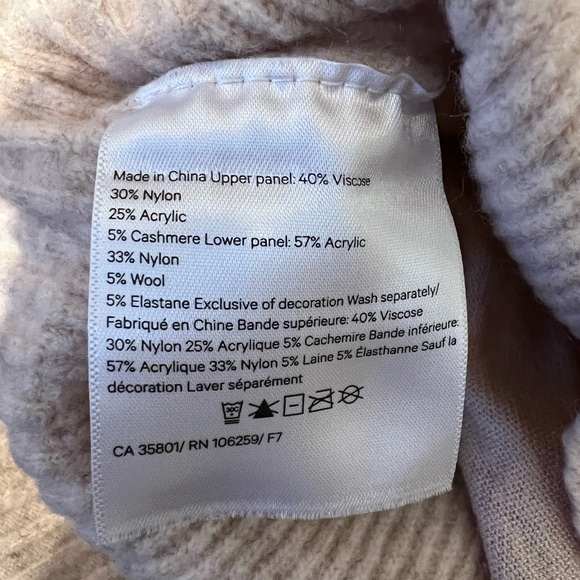 Made in China Upper panel: 40% Viscose
30% Nylon
25% Acrylic
5% Cashmere Lower panel: 57% Acrylic
33% Nylon
5% Wool
5% Elastane Exclusive of decoration Wash separately/
Fabriqué en Chine Bande supérieure: 40% Viscose
30% Nylon 25% Acrylique 5% Cachemire Bande inférieure:
57% Acrylique 33% Nylon 5% Laine 5% Élasthanne Sauf la
décoration Laver séparément
30C
CA 35801/ RN 106259/ F7